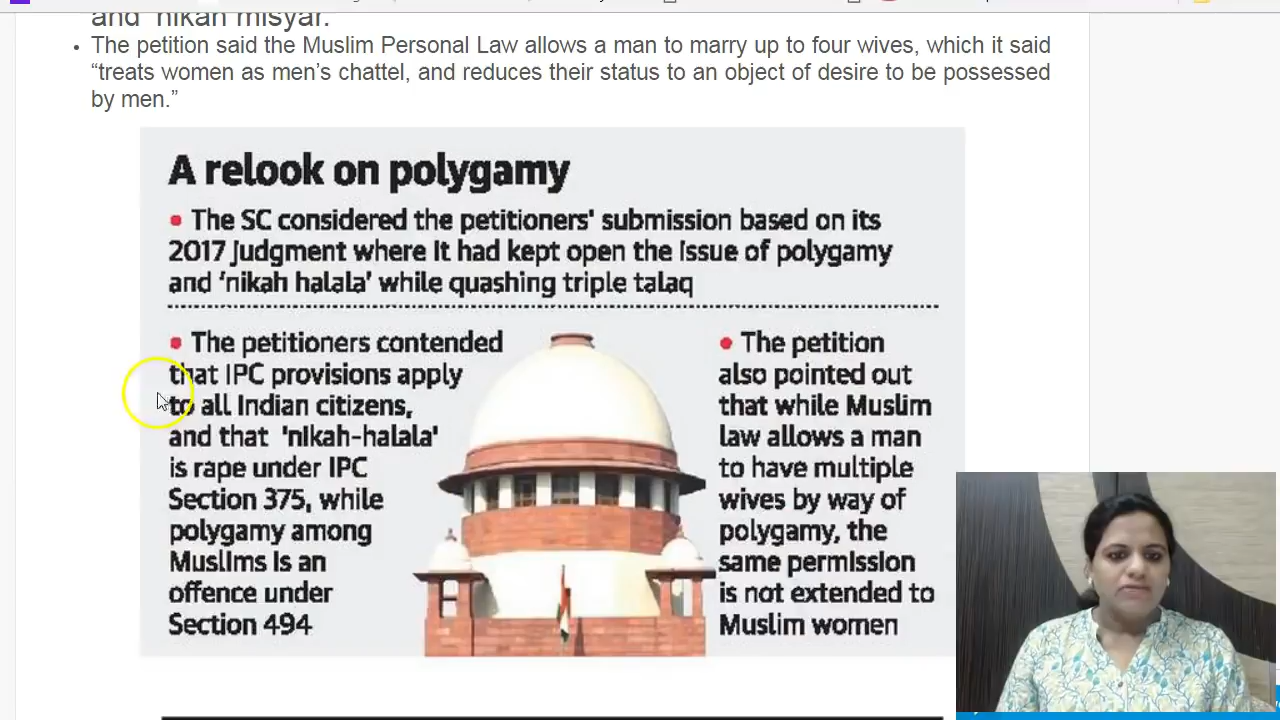 and 'nikah misyar.'
• The petition said the Muslim Personal Law allows a man to marry up to four wives, which it said
“treats women as men’s chattel, and reduces their status to an object of desire to be possessed
by men.”
A relook on polygamy
• The SC considered the petitioners' submission based on its
2017 judgment where it had kept open the issue of polygamy
and ‘nikah halala’ while quashing triple talaq
• The petitioners contended
that IPC provisions apply
to all Indian citizens,
and that 'nikah-halala'
is rape under IPC
Section 375, while
polygamy among
Muslims is an
offence under
Section 494
• The petition
also pointed out
that while Muslim
law allows a man
to have multiple
wives by way of
polygamy, the
same permission
is not extended to
Muslim women